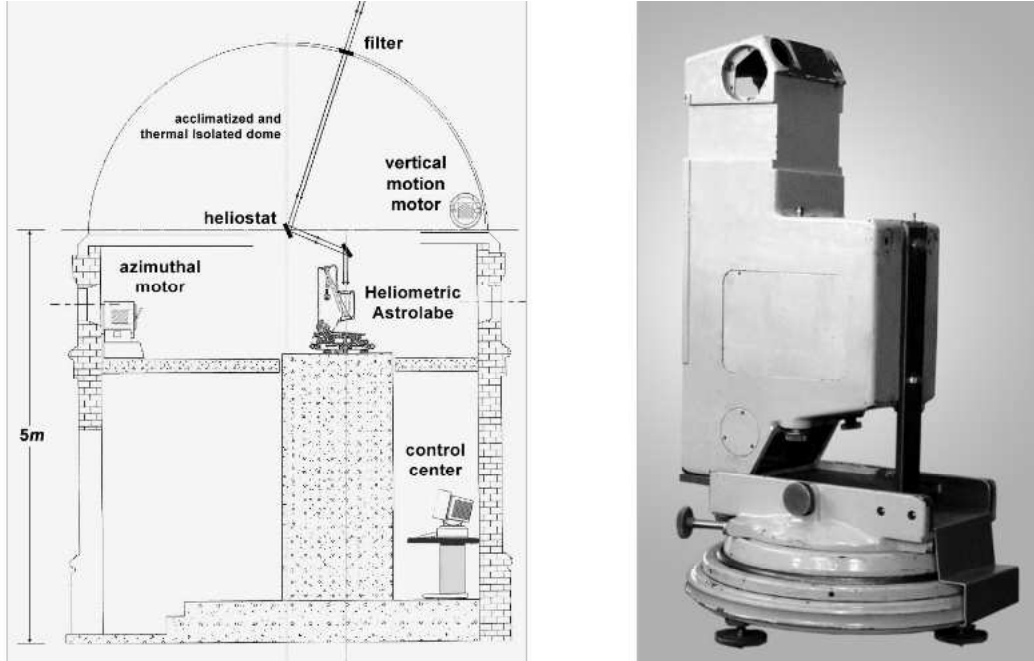 filter
acclimatized and
thermal Isolated dome
vertical
motion
motor
heliostat
azimuthal
motor
Heliometric
Astrolabe
5m
control
center